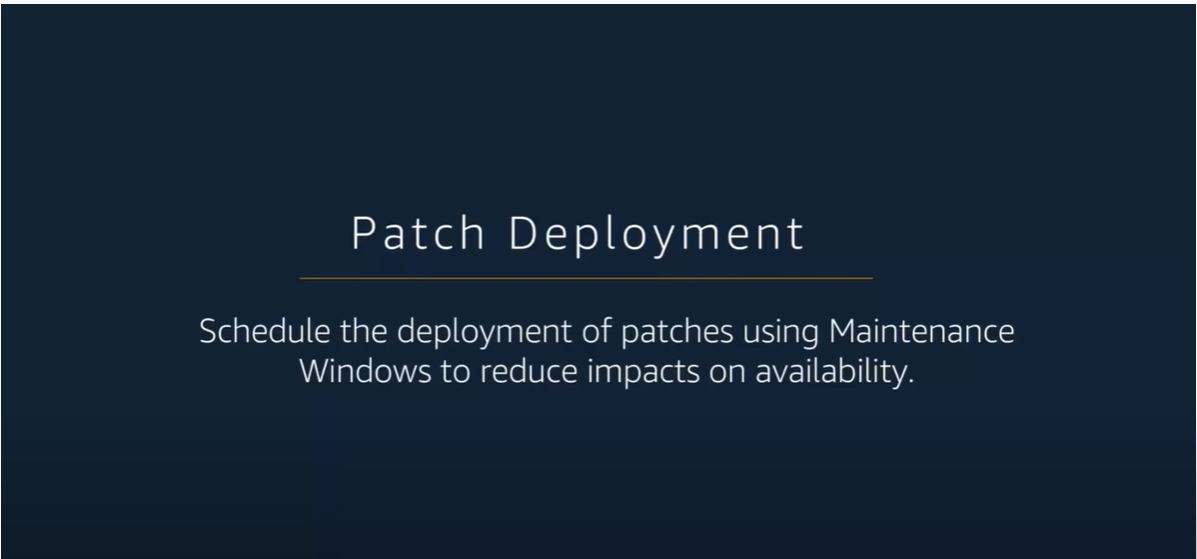 Patch Deployment
Schedule the deployment of patches using Maintenance
Windows to reduce impacts on availability.